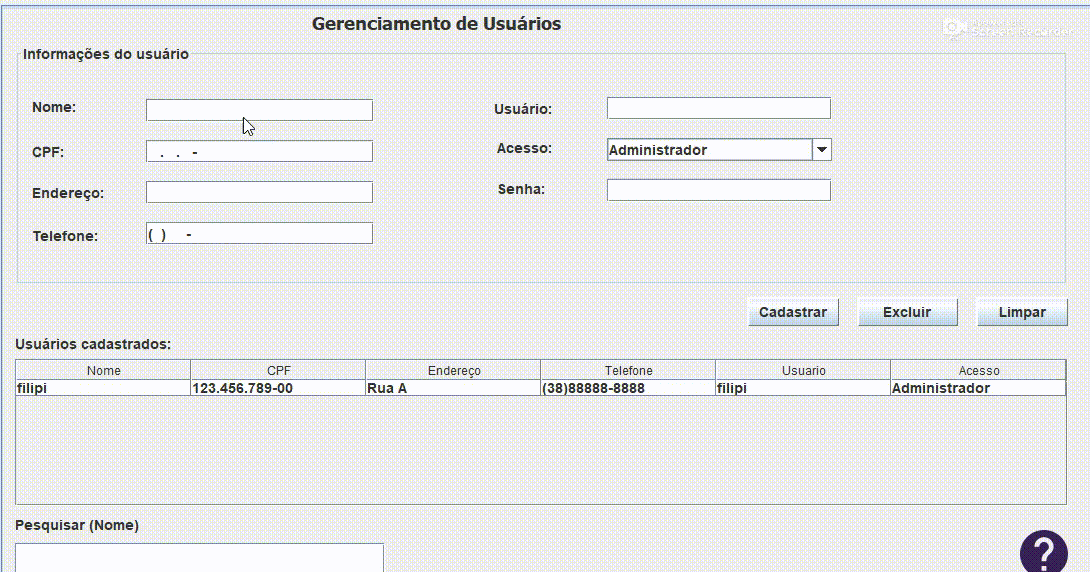 Gerenciamento de Usuários
Screen Recorder
Informações do usuário
Nome:
Usuário:
CPF: . . -
Acesso: Administrador
Endereço:
Senha:
Telefone: ( ) -
Cadastrar Excluir Limpar
Usuários cadastrados:
Nome CPF Endereço Telefone Usuario Acesso
filipi 123.456.789-00 Rua A (38)88888-8888 filipi Administrador
Pesquisar (Nome)
?